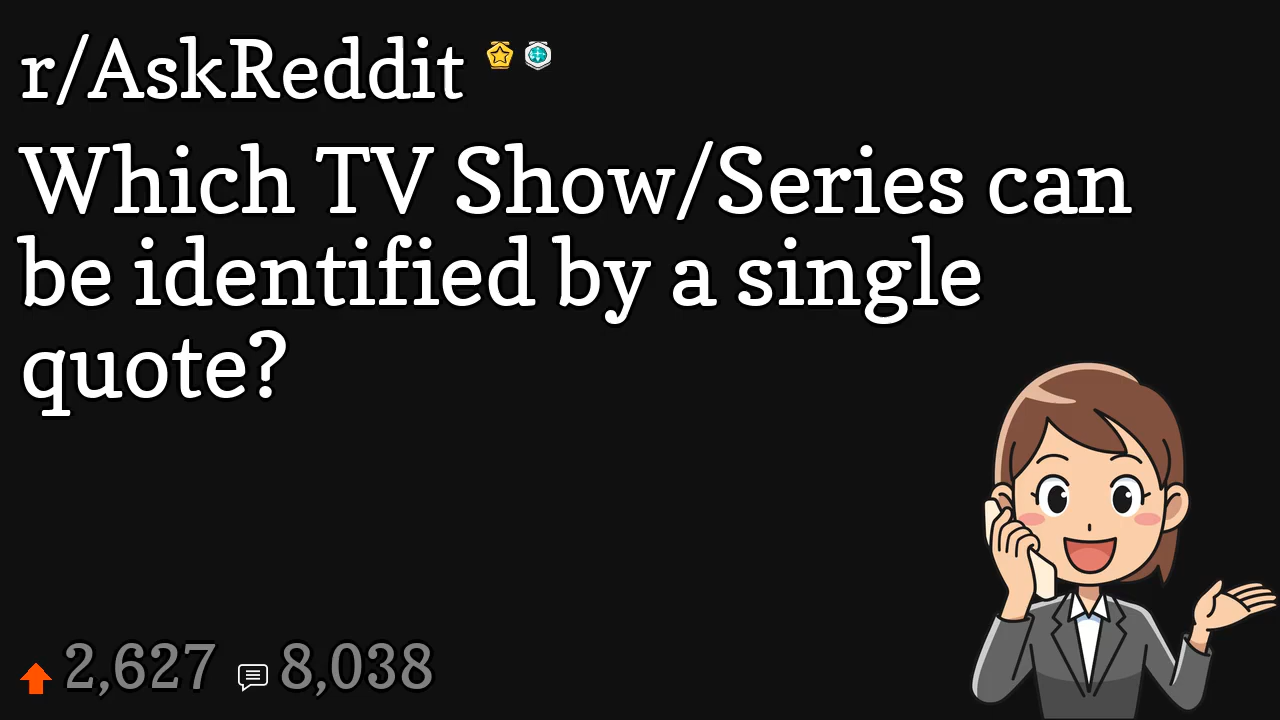 r/AskReddit
Which TV Show/Series can
be identified by a single
quote?
2,627 8,038